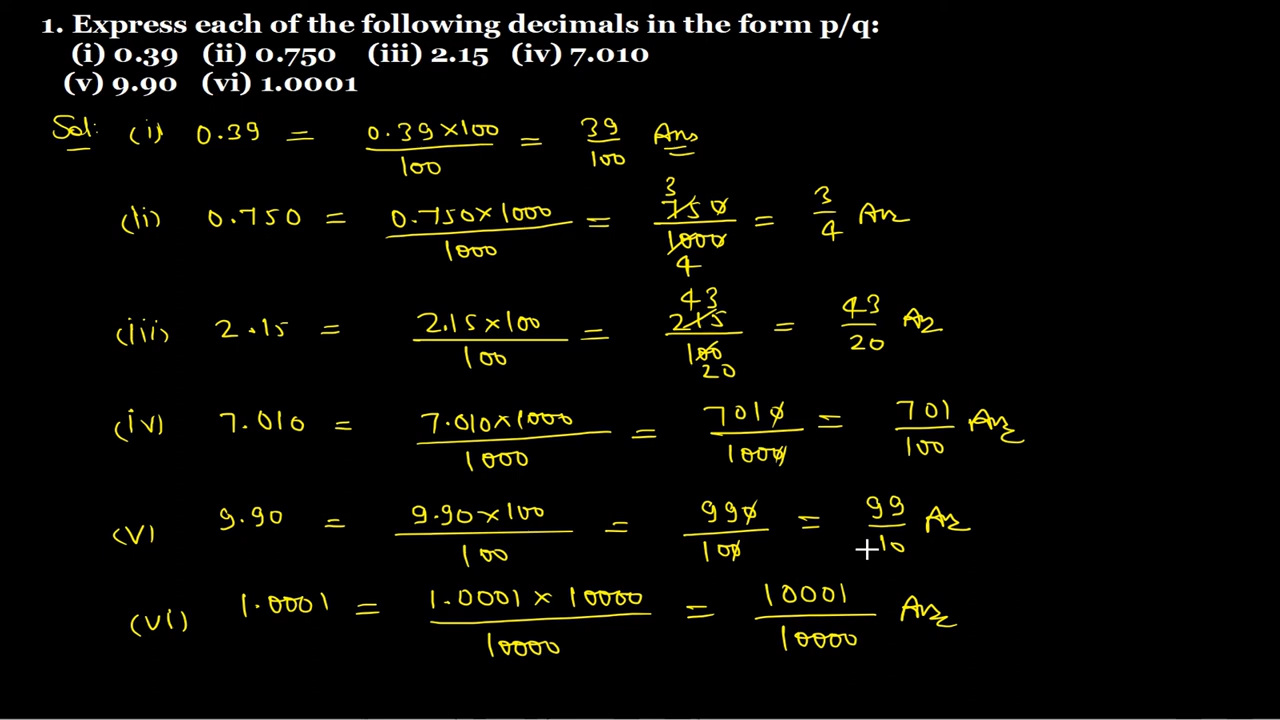 1. Express each of the following decimals in the form p/q:
(i) 0.39 (ii) 0.750 (iii) 2.15 (iv) 7.010
(v) 9.90 (vi) 1.0001
Sol: (i) 0.39 = 0.39×100/100 = 39/100 Ans
(ii) 0.750 = 0.750×1000/1000 = 3 750/1000 4 = 3/4 Ans
(iii) 2.15 = 2.15×100/100 = 43 215/100 20 = 43/20 Ans
(iv) 7.010 = 7.010×1000/1000 = 7010/1000 = 701/100 Ans
(v) 9.90 = 9.90×100/100 = 990/100 = 99/10 Ans
(vi) 1.0001 = 1.0001×10000/10000 = 10001/10000 Ans